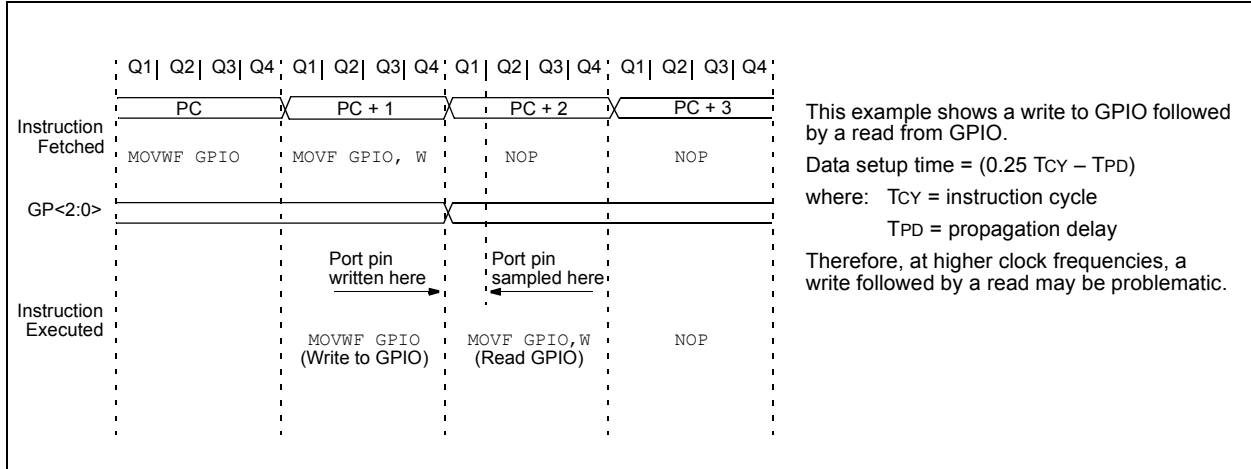 Q1| Q2| Q3| Q4 Q1| Q2| Q3| Q4 Q1| Q2| Q3| Q4 Q1| Q2| Q3| Q4
PC PC + 1 PC + 2 PC + 3
Instruction
Fetched
MOVWF GPIO MOVF GPIO, W NOP NOP
GP<2:0>
Port pin
written here
Port pin
sampled here
Instruction
Executed
MOVWF GPIO
(Write to GPIO)
MOVF GPIO,W
(Read GPIO)
NOP
This example shows a write to GPIO followed
by a read from GPIO.
Data setup time = (0.25 TCY – TPD)
where: TCY = instruction cycle
TPD = propagation delay
Therefore, at higher clock frequencies, a
write followed by a read may be problematic.